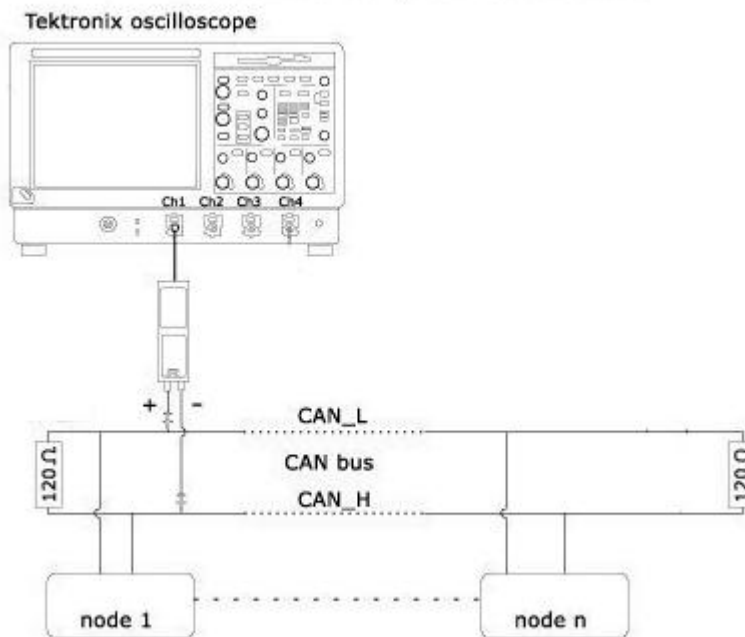 Tektronix oscilloscope
Ch1 Ch2 Ch3 Ch4
+ -
CAN_L
120Ω CAN bus 120Ω
CAN_H
node 1 node n